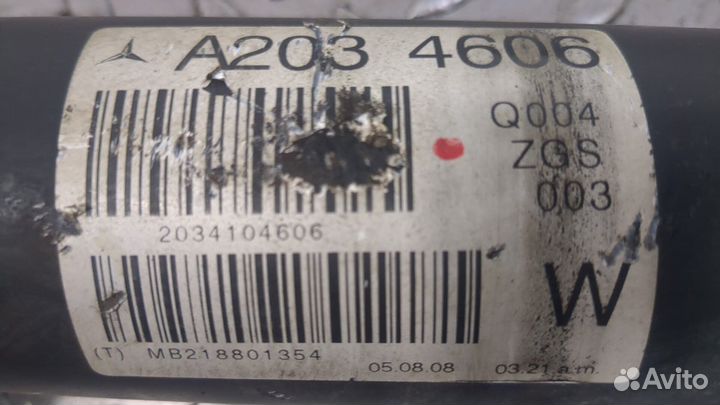 A203 4606
Q004
ZGS
003
2034104606
W
(T) MB218801354
05.08.08 03.21 a.m.
Avito